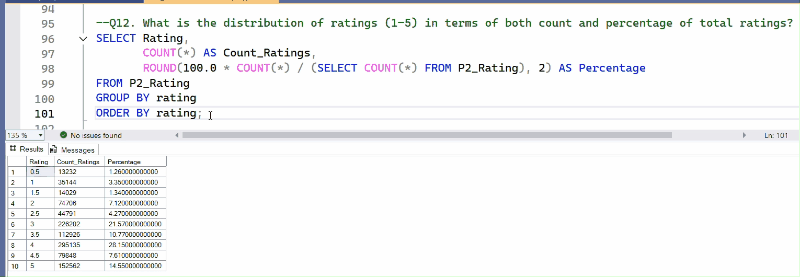 94
95 --Q12. What is the distribution of ratings (1-5) in terms of both count and percentage of total ratings?
96 SELECT Rating,
97 COUNT(*) AS Count_Ratings,
98 ROUND(100.0 * COUNT(*) / (SELECT COUNT(*) FROM P2_Rating), 2) AS Percentage
99 FROM P2_Rating
100 GROUP BY rating
101 ORDER BY rating;
102
135 % No issues found Ln: 101
Results Messages
Rating Count_Ratings Percentage
1 0.5 13232 1.260000000000
2 1 35144 3.350000000000
3 1.5 14029 1.340000000000
4 2 74706 7.120000000000
5 2.5 44791 4.270000000000
6 3 226202 21.570000000000
7 3.5 112926 10.770000000000
8 4 295135 28.150000000000
9 4.5 79848 7.610000000000
10 5 152562 14.550000000000